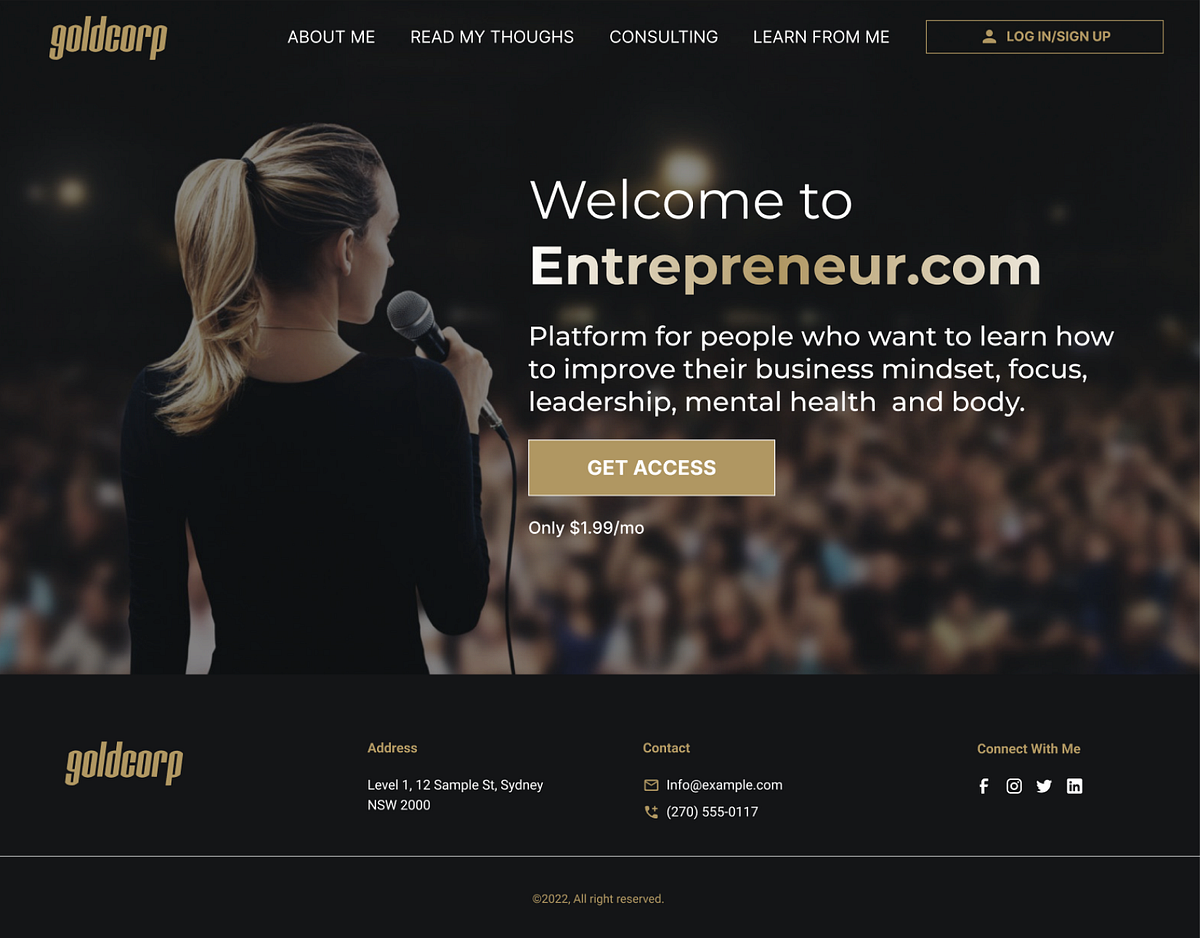 goldcorp
ABOUT ME
READ MY THOUGHS
CONSULTING
LEARN FROM ME
LOG IN/SIGN UP
Welcome to
Entrepreneur.com
Platform for people who want to learn how
to improve their business mindset, focus,
leadership, mental health  and body.
GET ACCESS
Only $1.99/mo
goldcorp
Address
Level 1, 12 Sample St, Sydney
NSW 2000
Contact
Info@example.com
(270) 555-0117
Connect With Me
©2022, All right reserved.